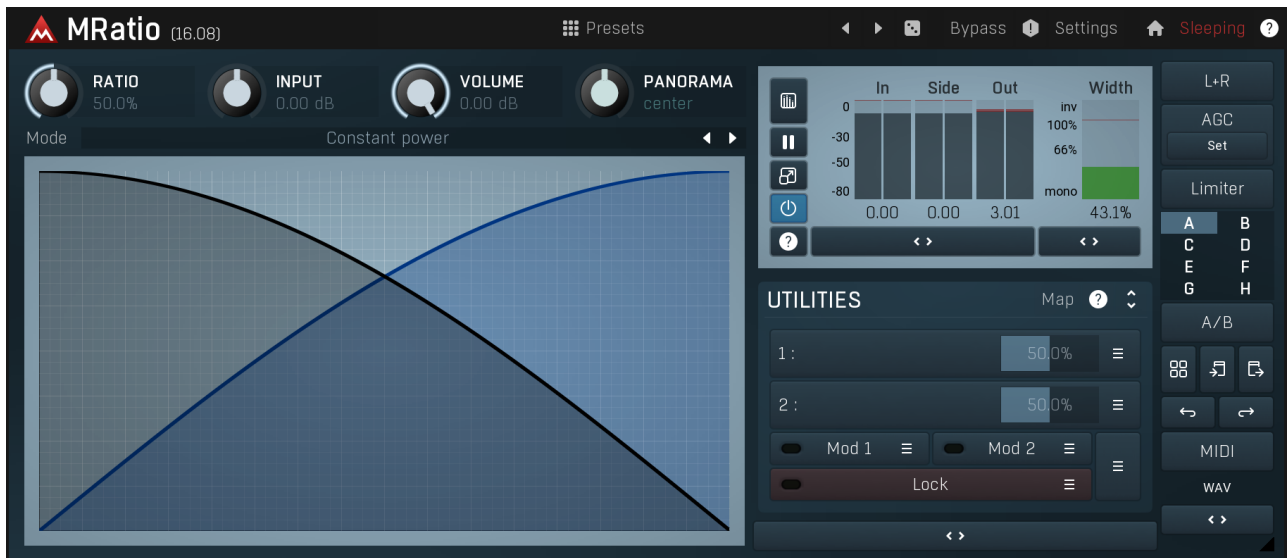 MRatio (16.08) Presets Bypass Settings Sleeping ?
RATIO
50.0%
INPUT
0.00 dB
VOLUME
0.00 dB
PANORAMA
center
Mode Constant power
In Side Out Width
0
-30
-50
-80
inv
100%
66%
mono
0.00 0.00 3.01 43.1%
?
UTILITIES Map ?
1 : 50.0%
2 : 50.0%
Mod 1 Mod 2
Lock
L+R
AGC
Set
Limiter
A B
C D
E F
G H
A/B
MIDI
WAV